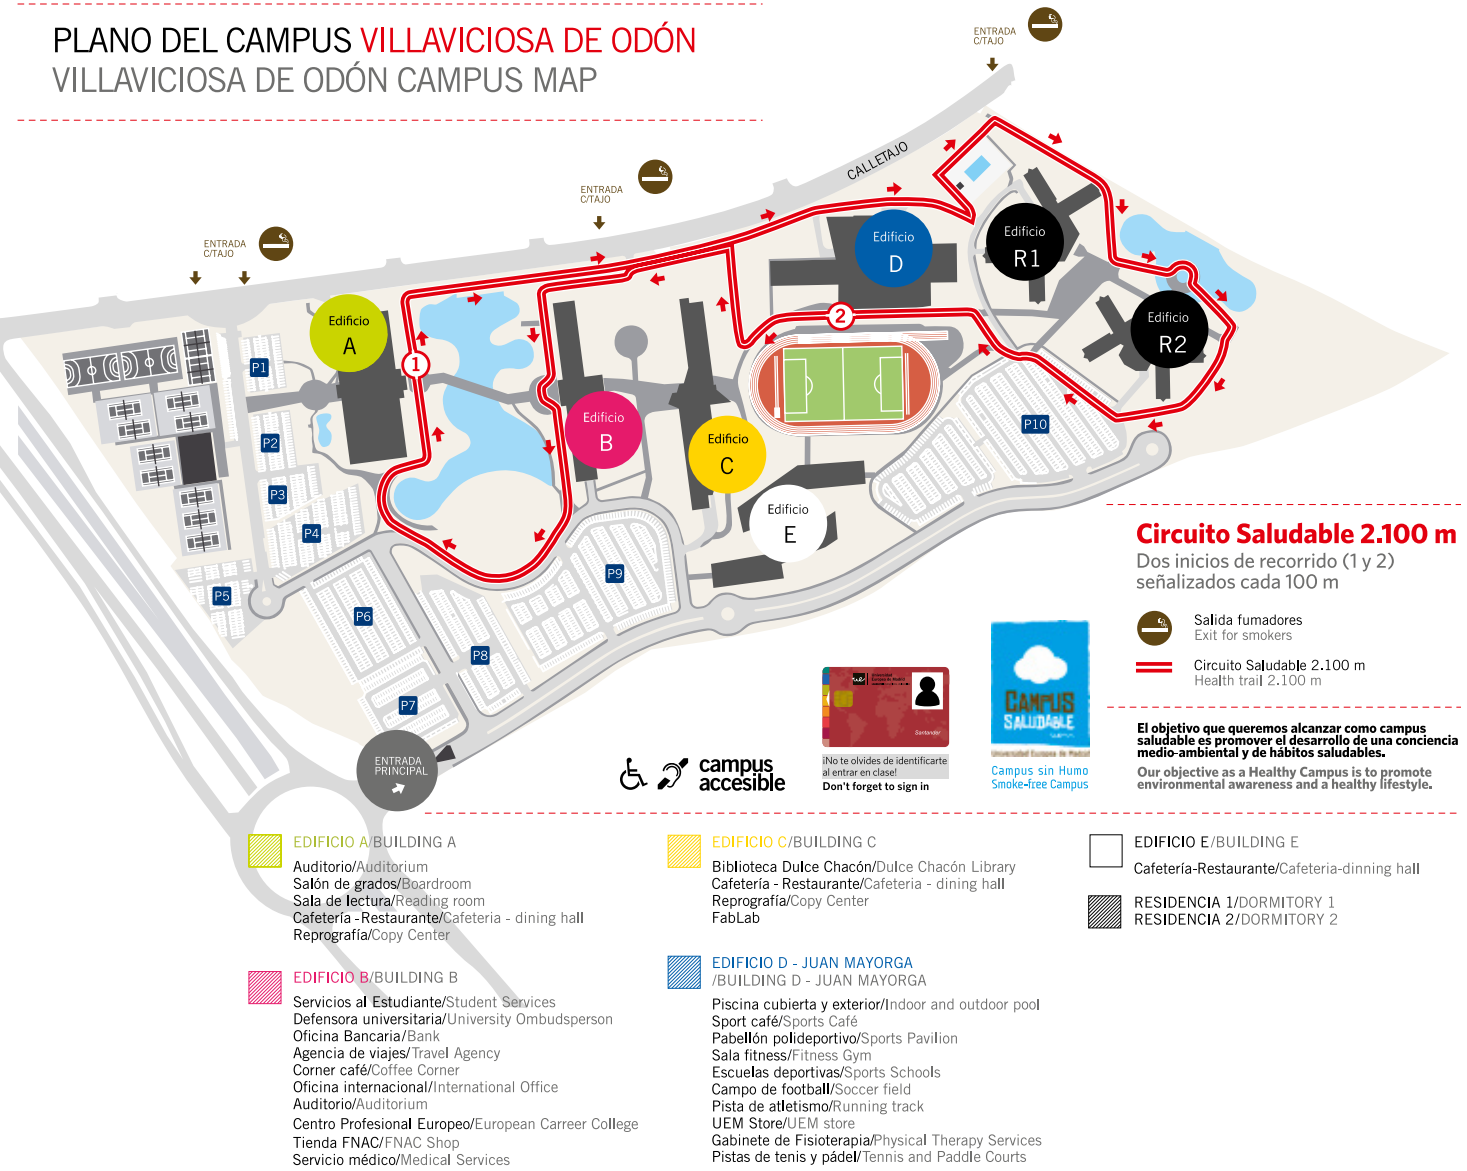 PLANO DEL CAMPUS VILLAVICIOSA DE ODÓN
VILLAVICIOSA DE ODÓN CAMPUS MAP
ENTRADA
C/TAJO
ENTRADA
C/TAJO
ENTRADA
C/TAJO
CALLETAJO
Edificio
A
Edificio
B
Edificio
C
Edificio
D
Edificio
E
Edificio
R1
Edificio
R2
1
2
P1
P2
P3
P4
P5
P6
P7
P8
P9
P10
ENTRADA
PRINCIPAL
Circuito Saludable 2.100 m
Dos inicios de recorrido (1 y 2)
señalizados cada 100 m
Salida fumadores
Exit for smokers
Circuito Saludable 2.100 m
Health trail 2.100 m
El objetivo que queremos alcanzar como campus
saludable es promover el desarrollo de una conciencia
medio-ambiental y de hábitos saludables.
Our objective as a Healthy Campus is to promote
environmental awareness and a healthy lifestyle.
campus
accesible
ue
Universidad
Europea de Madrid
Santander
¡No te olvides de identificarte
al entrar en clase!
Don't forget to sign in
CAMPUS
SALUDABLE
Universidad Europea de Madrid
Campus sin Humo
Smoke-free Campus
EDIFICIO A/BUILDING A
Auditorio/Auditorium
Salón de grados/Boardroom
Sala de lectura/Reading room
Cafetería - Restaurante/Cafeteria - dining hall
Reprografía/Copy Center
EDIFICIO B/BUILDING B
Servicios al Estudiante/Student Services
Defensora universitaria/University Ombudsperson
Oficina Bancaria/Bank
Agencia de viajes/Travel Agency
Corner café/Coffee Corner
Oficina internacional/International Office
Auditorio/Auditorium
Centro Profesional Europeo/European Carreer College
Tienda FNAC/FNAC Shop
Servicio médico/Medical Services
EDIFICIO C/BUILDING C
Biblioteca Dulce Chacón/Dulce Chacón Library
Cafetería - Restaurante/Cafeteria - dining hall
Reprografía/Copy Center
FabLab
EDIFICIO D - JUAN MAYORGA
/BUILDING D - JUAN MAYORGA
Piscina cubierta y exterior/Indoor and outdoor pool
Sport café/Sports Café
Pabellón polideportivo/Sports Pavilion
Sala fitness/Fitness Gym
Escuelas deportivas/Sports Schools
Campo de football/Soccer field
Pista de atletismo/Running track
UEM Store/UEM store
Gabinete de Fisioterapia/Physical Therapy Services
Pistas de tenis y pádel/Tennis and Paddle Courts
EDIFICIO E/BUILDING E
Cafetería-Restaurante/Cafeteria-dinning hall
RESIDENCIA 1/DORMITORY 1
RESIDENCIA 2/DORMITORY 2